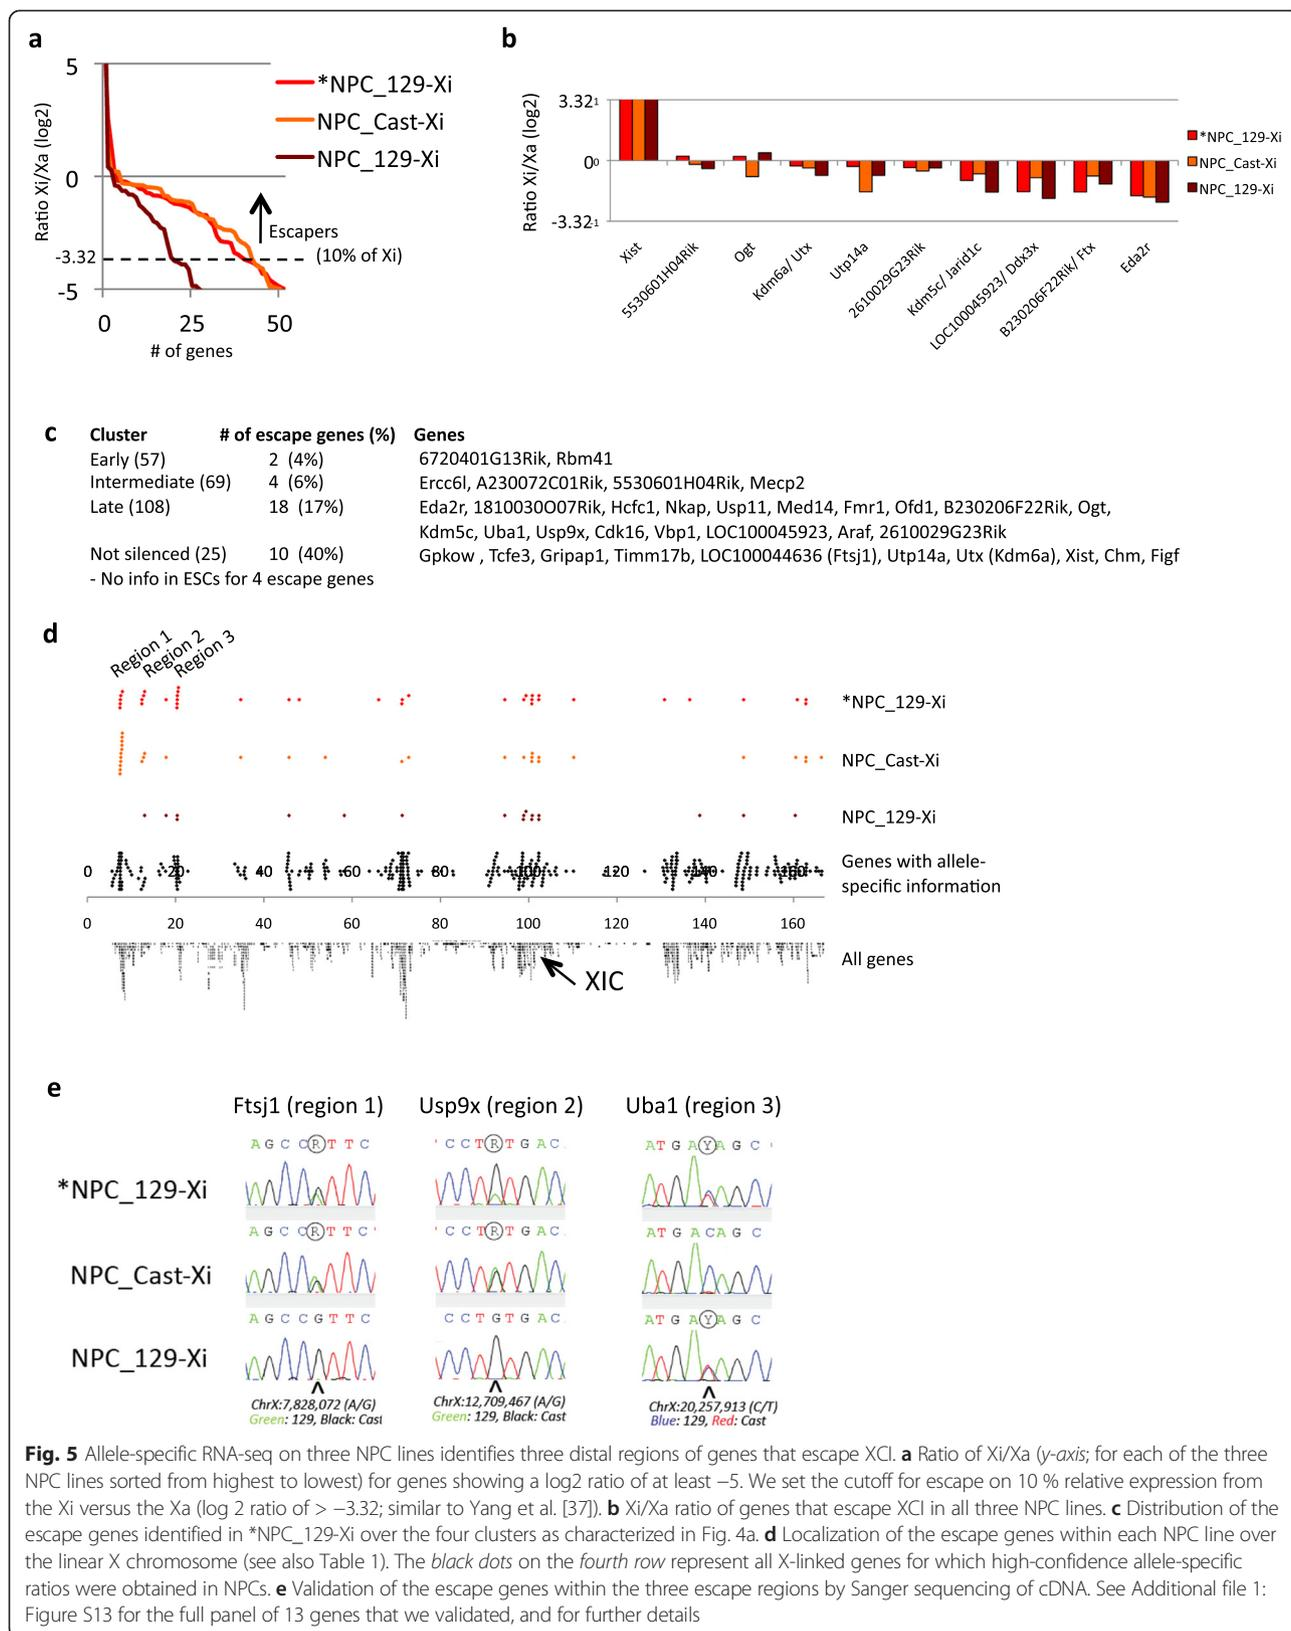 a
5
0
-3.32
-5
Ratio Xi/Xa (log2)
*NPC_129-Xi
NPC_Cast-Xi
NPC_129-Xi
Escapers
(10% of Xi)
0 25 50
# of genes
b
Ratio Xi/Xa (log2)
3.32¹
0⁰
-3.32₁
*NPC_129-Xi
NPC_Cast-Xi
NPC_129-Xi
Xist
5530601H04Rik
Ogt
Kdm6a/ Utx
Utp14a
2610029G23Rik
Kdm5c/ Jarid1c
LOC100045923/ Ddx3x
B230206F22Rik/ Ftx
Eda2r
c
Cluster # of escape genes (%) Genes
Early (57) 2 (4%) 6720401G13Rik, Rbm41
Intermediate (69) 4 (6%) Ercc6l, A230072C01Rik, 5530601H04Rik, Mecp2
Late (108) 18 (17%) Eda2r, 1810030O07Rik, Hcfc1, Nkap, Usp11, Med14, Fmr1, Ofd1, B230206F22Rik, Ogt,
Kdm5c, Uba1, Usp9x, Cdk16, Vbp1, LOC100045923, Araf, 2610029G23Rik
Not silenced (25) 10 (40%) Gpkow , Tcfe3, Gripap1, Timm17b, LOC100044636 (Ftsj1), Utp14a, Utx (Kdm6a), Xist, Chm, Figf
- No info in ESCs for 4 escape genes
d
Region 1
Region 2
Region 3
*NPC_129-Xi
NPC_Cast-Xi
NPC_129-Xi
0 20 40 60 80 100 120 140 160
Genes with allele-
specific information
0 20 40 60 80 100 120 140 160
All genes
XIC
e
Ftsj1 (region 1) Usp9x (region 2) Uba1 (region 3)
A G C C R T T C C C T R T G A C A T G A Y A G C
*NPC_129-Xi
A G C C R T T C C C T R T G A C A T G A C A G C
NPC_Cast-Xi
A G C C G T T C C C T G T G A C A T G A Y A G C
NPC_129-Xi
ChrX:7,828,072 (A/G) ChrX:12,709,467 (A/G) ChrX:20,257,913 (C/T)
Green: 129, Black: Cast Green: 129, Black: Cast Blue: 129, Red: Cast
Fig. 5 Allele-specific RNA-seq on three NPC lines identifies three distal regions of genes that escape XCI. a Ratio of Xi/Xa (y-axis; for each of the three
NPC lines sorted from highest to lowest) for genes showing a log2 ratio of at least −5. We set the cutoff for escape on 10 % relative expression from
the Xi versus the Xa (log 2 ratio of > −3.32; similar to Yang et al. [37]). b Xi/Xa ratio of genes that escape XCI in all three NPC lines. c Distribution of the
escape genes identified in *NPC_129-Xi over the four clusters as characterized in Fig. 4a. d Localization of the escape genes within each NPC line over
the linear X chromosome (see also Table 1). The black dots on the fourth row represent all X-linked genes for which high-confidence allele-specific
ratios were obtained in NPCs. e Validation of the escape genes within the three escape regions by Sanger sequencing of cDNA. See Additional file 1:
Figure S13 for the full panel of 13 genes that we validated, and for further details